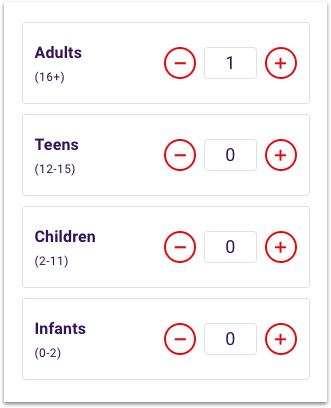 Adults
(16+)
1
Teens
(12-15)
0
Children
(2-11)
0
Infants
(0-2)
0